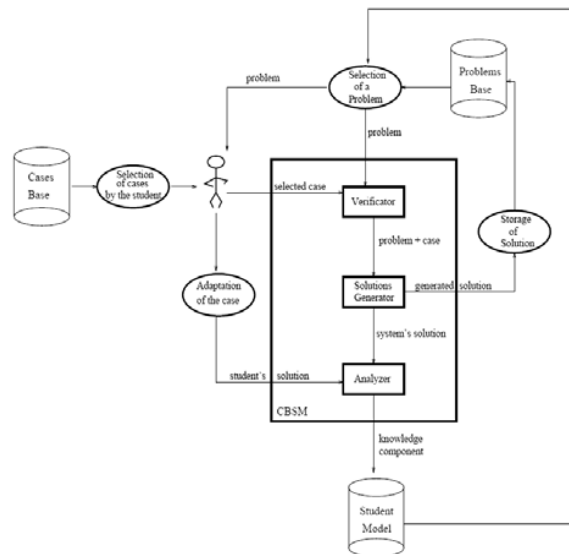 problem
Selection
of a
Problem
Problems
Base
problem
Cases
Base
Selection
of cases
by the student
selected case
Verificator
Storage
of
Solution
problem + case
Adaptation
of the case
Solutions
Generator
generated solution
system's solution
student's solution
Analyzer
CBSM
knowledge
component
Student
Model